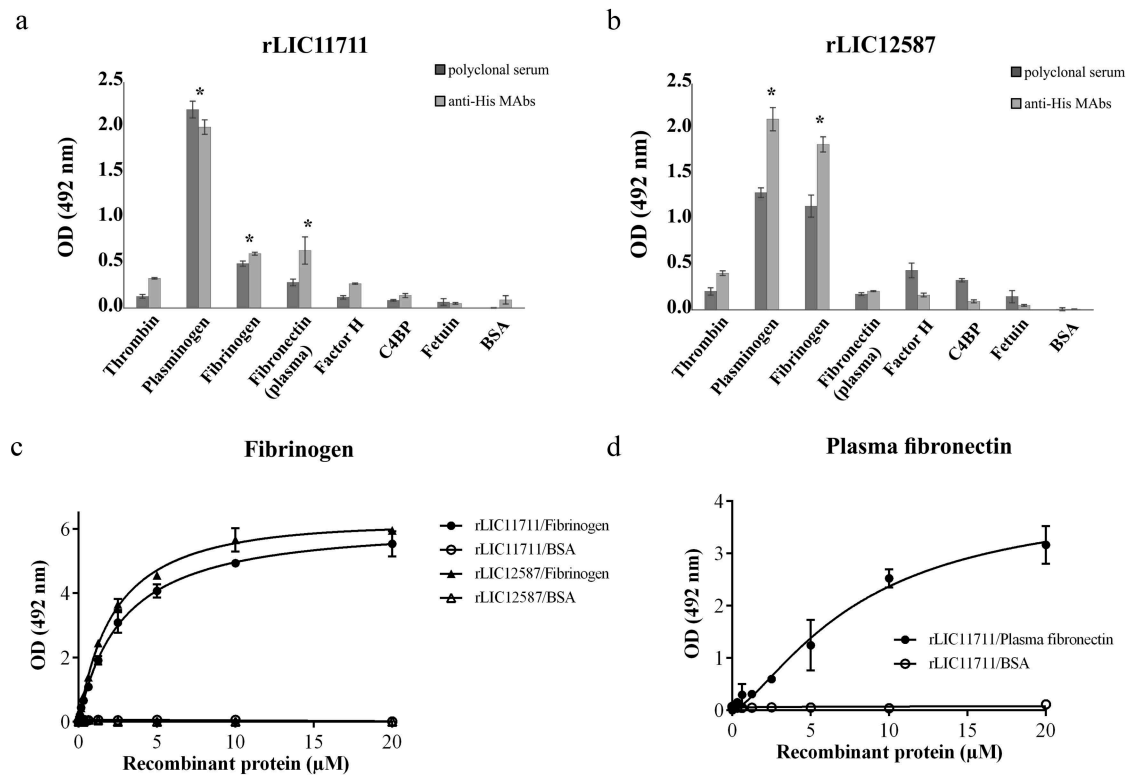 a
rLIC11711
polyclonal serum
anti-His MAbs
OD (492 nm)
2.5
2.0
1.5
1.0
0.5
0.0
*
*
*
Thrombin
Plasminogen
Fibrinogen
Fibronectin
(plasma)
Factor H
C4BP
Fetuin
BSA
b
rLIC12587
polyclonal serum
anti-His MAbs
OD (492 nm)
2.5
2.0
1.5
1.0
0.5
0.0
*
*
Thrombin
Plasminogen
Fibrinogen
Fibronectin
(plasma)
Factor H
C4BP
Fetuin
BSA
c
Fibrinogen
OD (492 nm)
6
4
2
0
0 5 10 15 20
Recombinant protein (µM)
rLIC11711/Fibrinogen
rLIC11711/BSA
rLIC12587/Fibrinogen
rLIC12587/BSA
d
Plasma fibronectin
OD (492 nm)
4
3
2
1
0
0 5 10 15 20
Recombinant protein (µM)
rLIC11711/Plasma fibronectin
rLIC11711/BSA